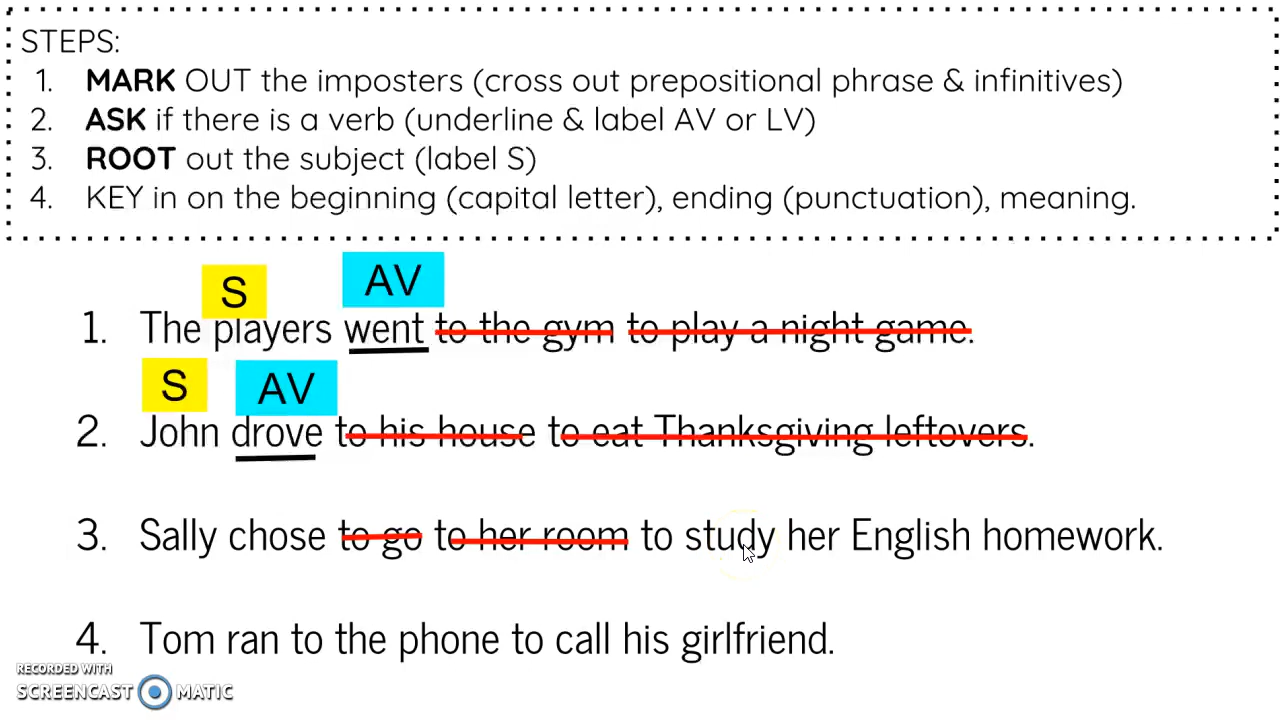 STEPS:
1. MARK OUT the imposters (cross out prepositional phrase & infinitives)
2. ASK if there is a verb (underline & label AV or LV)
3. ROOT out the subject (label S)
4. KEY in on the beginning (capital letter), ending (punctuation), meaning.
S AV
1. The players went to the gym to play a night game.
S AV
2. John drove to his house to eat Thanksgiving leftovers.
3. Sally chose to go to her room to study her English homework.
4. Tom ran to the phone to call his girlfriend.
RECORDED WITH
SCREENCAST MATIC